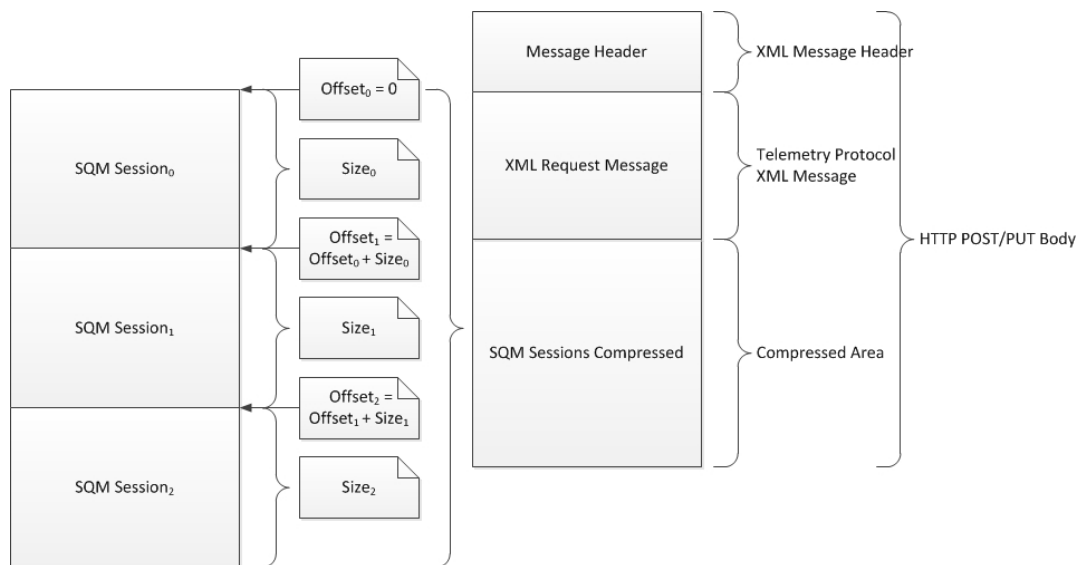 Message Header
XML Message Header
Offset₀ = 0
SQM Session₀
Size₀
XML Request Message
Telemetry Protocol
XML Message
Offset₁ =
Offset₀ + Size₀
HTTP POST/PUT Body
SQM Session₁
Size₁
SQM Sessions Compressed
Compressed Area
Offset₂ =
Offset₁ + Size₁
SQM Session₂
Size₂